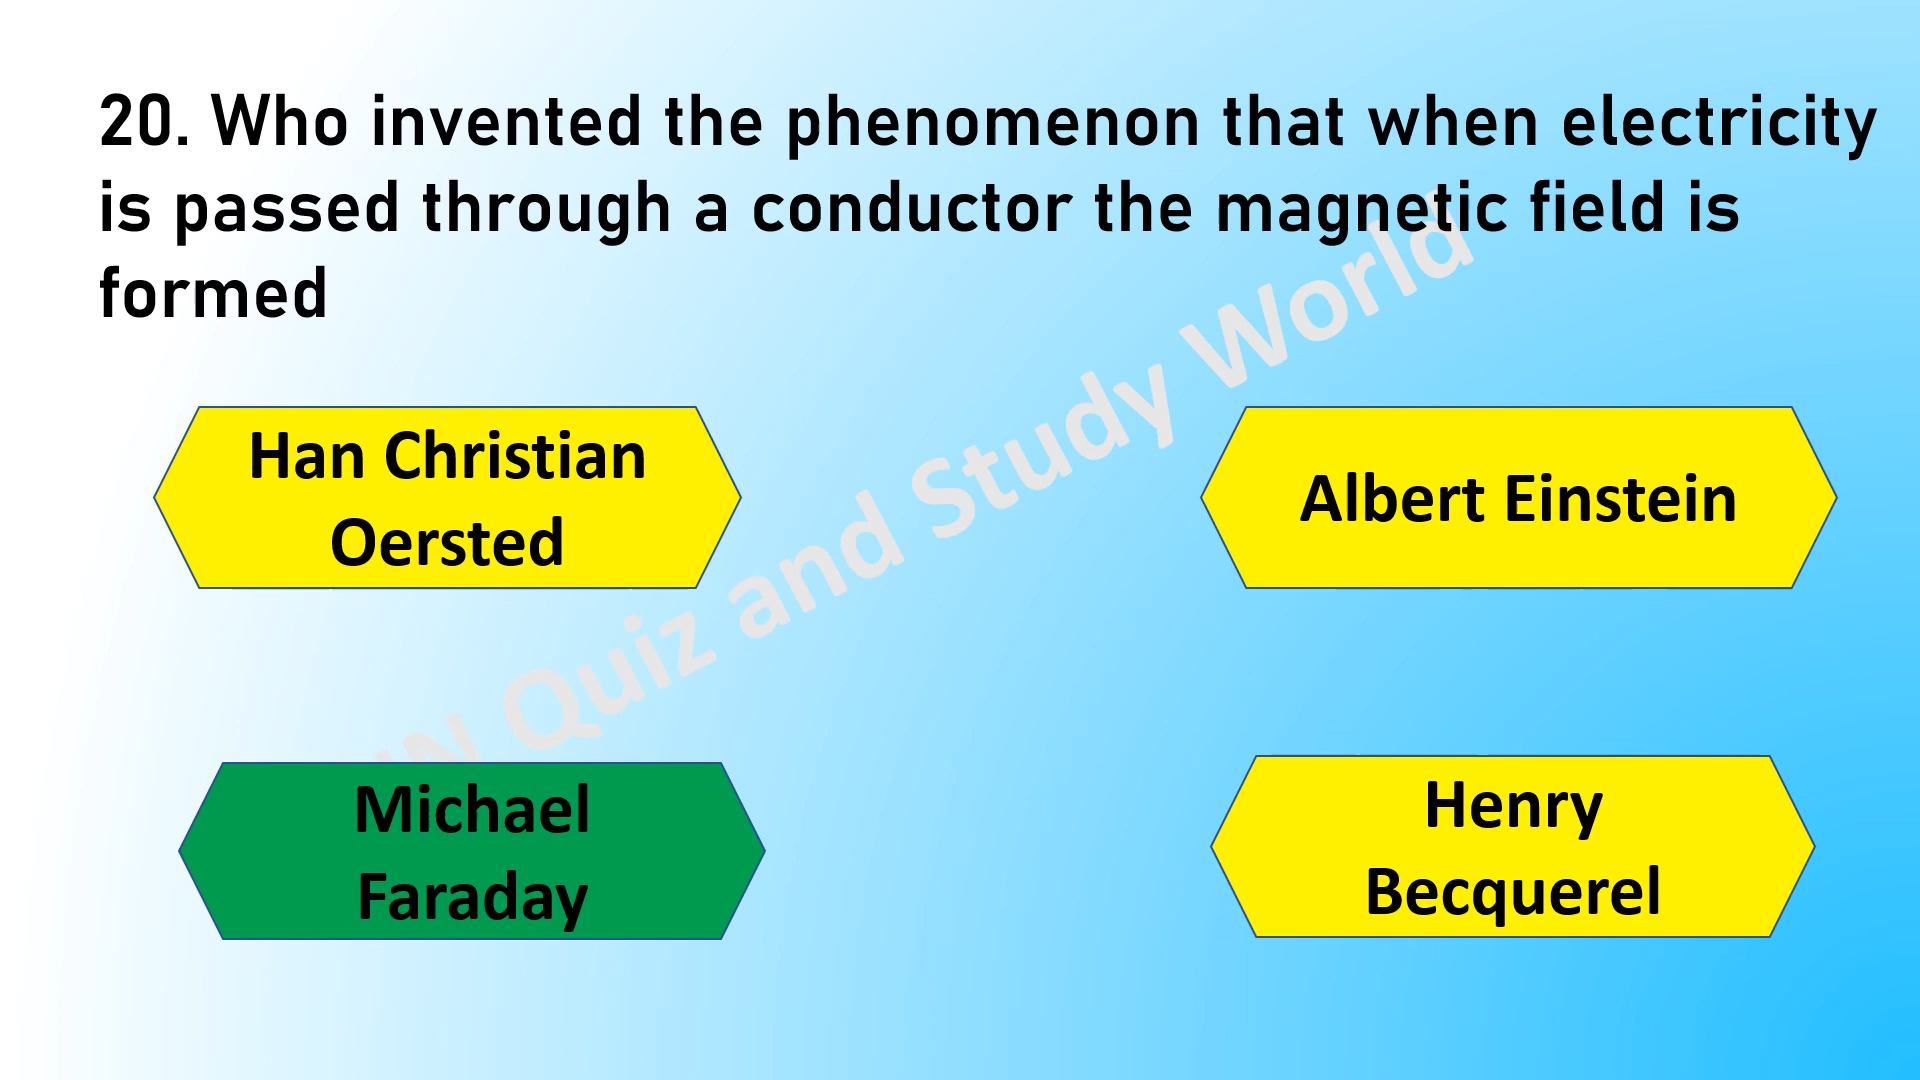 20. Who invented the phenomenon that when electricity
is passed through a conductor the magnetic field is
formed
Han Christian
Oersted
Albert Einstein
Quiz and Study World
Michael
Faraday
Henry
Becquerel